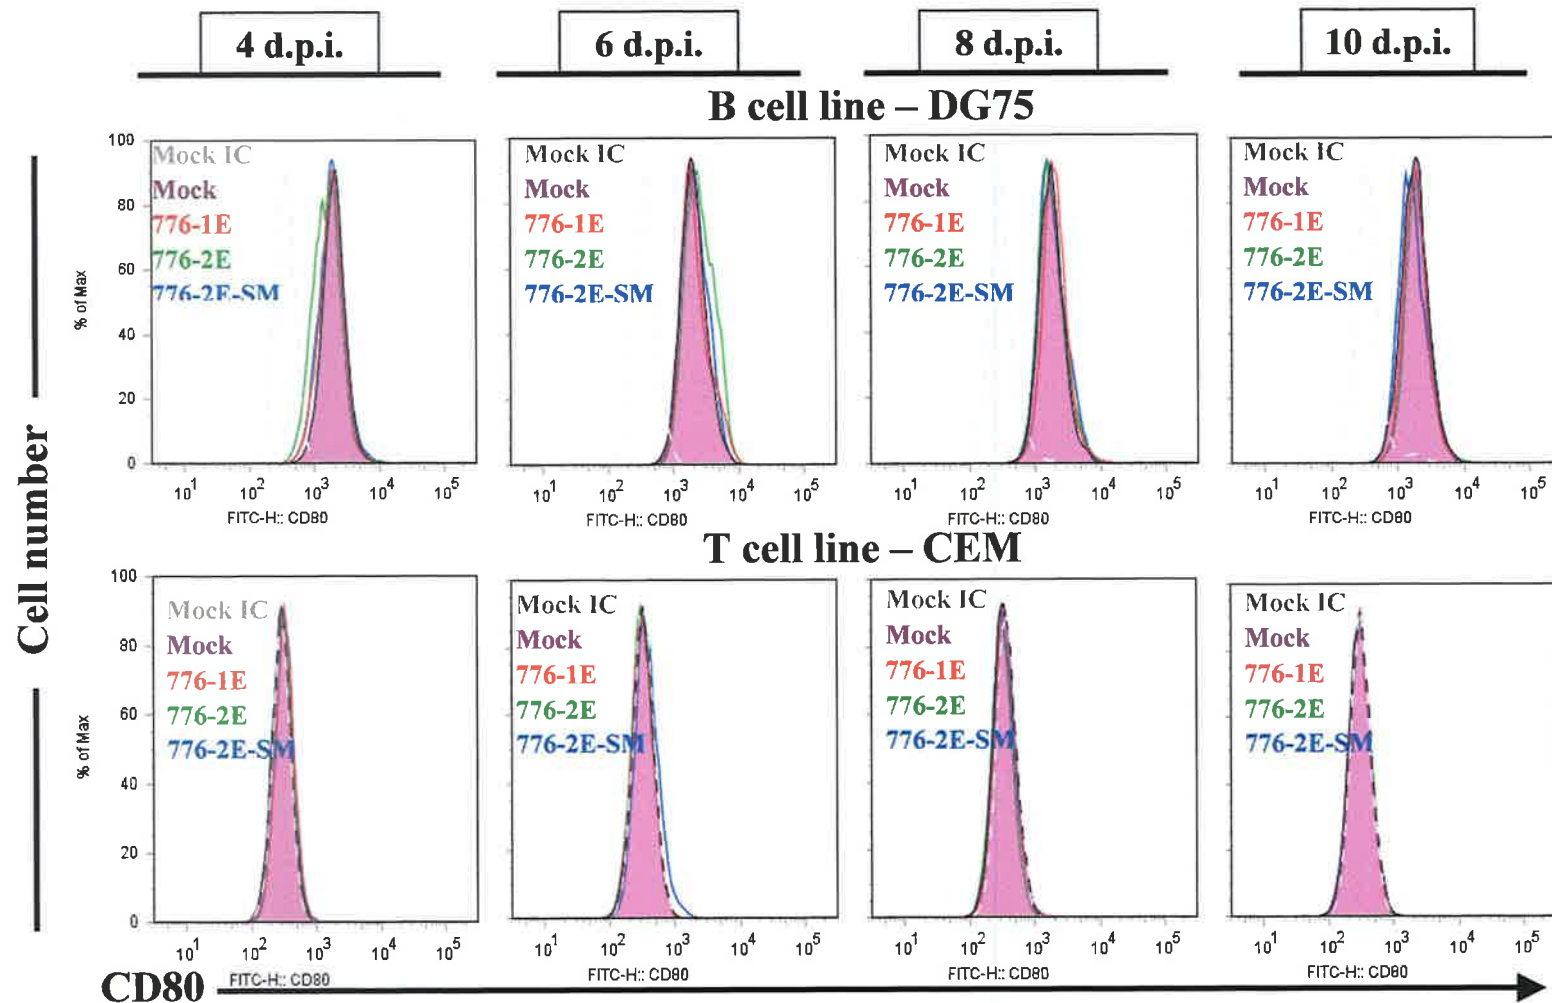 4 d.p.i.
6 d.p.i.
8 d.p.i.
10 d.p.i.
B cell line – DG75
Cell number
% of Max
100
80
60
40
20
0
Mock IC
Mock
776-1E
776-2E
776-2E-SM
10^1 10^2 10^3 10^4 10^5
FITC-H:: CD80
Mock IC
Mock
776-1E
776-2E
776-2E-SM
10^1 10^2 10^3 10^4 10^5
FITC-H:: CD80
Mock IC
Mock
776-1E
776-2E
776-2E-SM
10^1 10^2 10^3 10^4 10^5
FITC-H:: CD80
Mock IC
Mock
776-1E
776-2E
776-2E-SM
10^1 10^2 10^3 10^4 10^5
FITC-H:: CD80
T cell line – CEM
% of Max
100
80
60
40
20
0
Mock IC
Mock
776-1E
776-2E
776-2E-SM
10^1 10^2 10^3 10^4 10^5
FITC-H:: CD80
Mock IC
Mock
776-1E
776-2E
776-2E-SM
10^1 10^2 10^3 10^4 10^5
FITC-H:: CD80
Mock IC
Mock
776-1E
776-2E
776-2E-SM
10^1 10^2 10^3 10^4 10^5
FITC-H:: CD80
Mock IC
Mock
776-1E
776-2E
776-2E-SM
10^1 10^2 10^3 10^4 10^5
FITC-H:: CD80
CD80